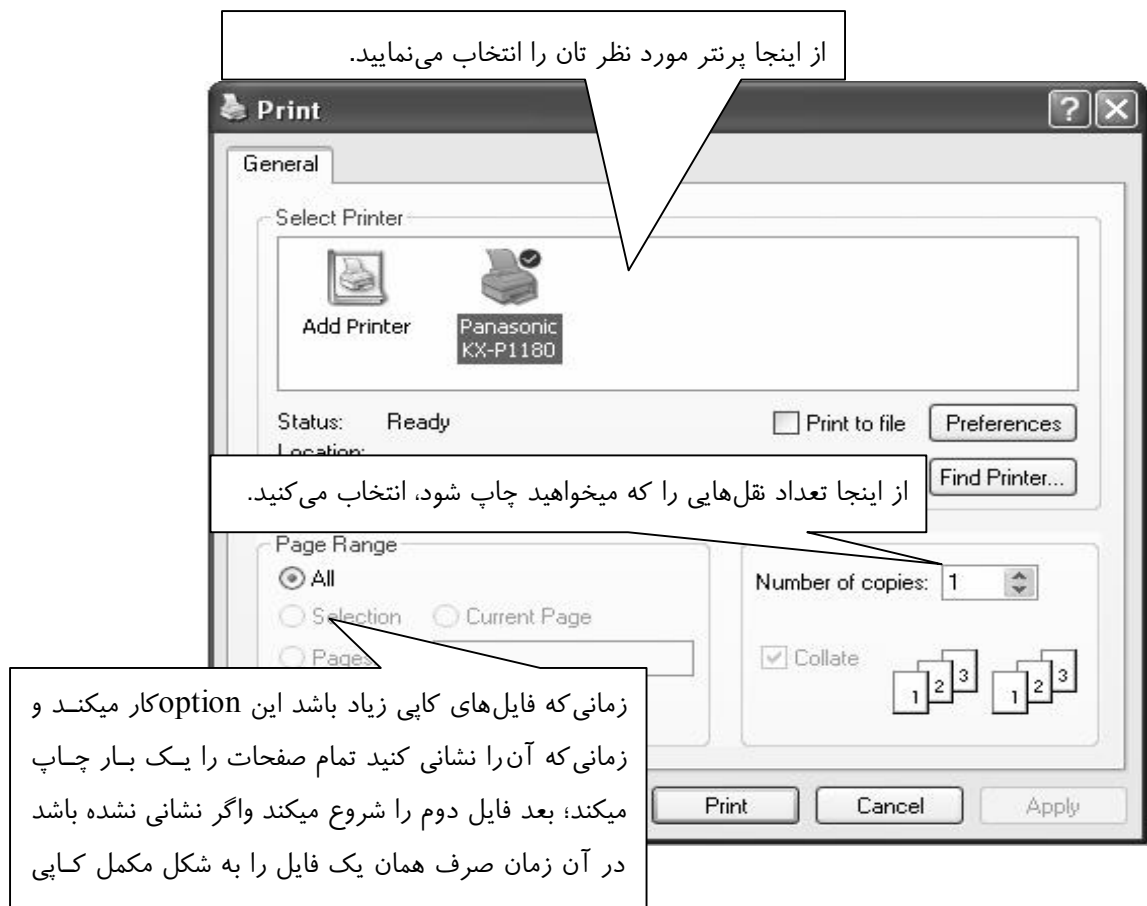 از اینجا پرنتر مورد نظر تان را انتخاب می‌نمایید.
Print
General
Select Printer
Add Printer
Panasonic
KX-P1180
Status: Ready
Print to file
Preferences
Location:
Find Printer...
از اینجا تعداد نقل‌هایی را که میخواهید چاپ شود، انتخاب می‌کنید.
Page Range
All
Number of copies: 1
Selection
Current Page
Pages
Collate
1 2 3 1 2 3
زمانی‌که فایل‌های کاپی زیاد باشد این option کار میکند و
زمانی‌که آن‌را نشانی کنید تمام صفحات را یک بار چاپ
میکند؛ بعد فایل دوم را شروع میکند واگر نشانی نشده باشد
در آن زمان صرف همان یک فایل را به شکل مکمل کاپی
Print
Cancel
Apply